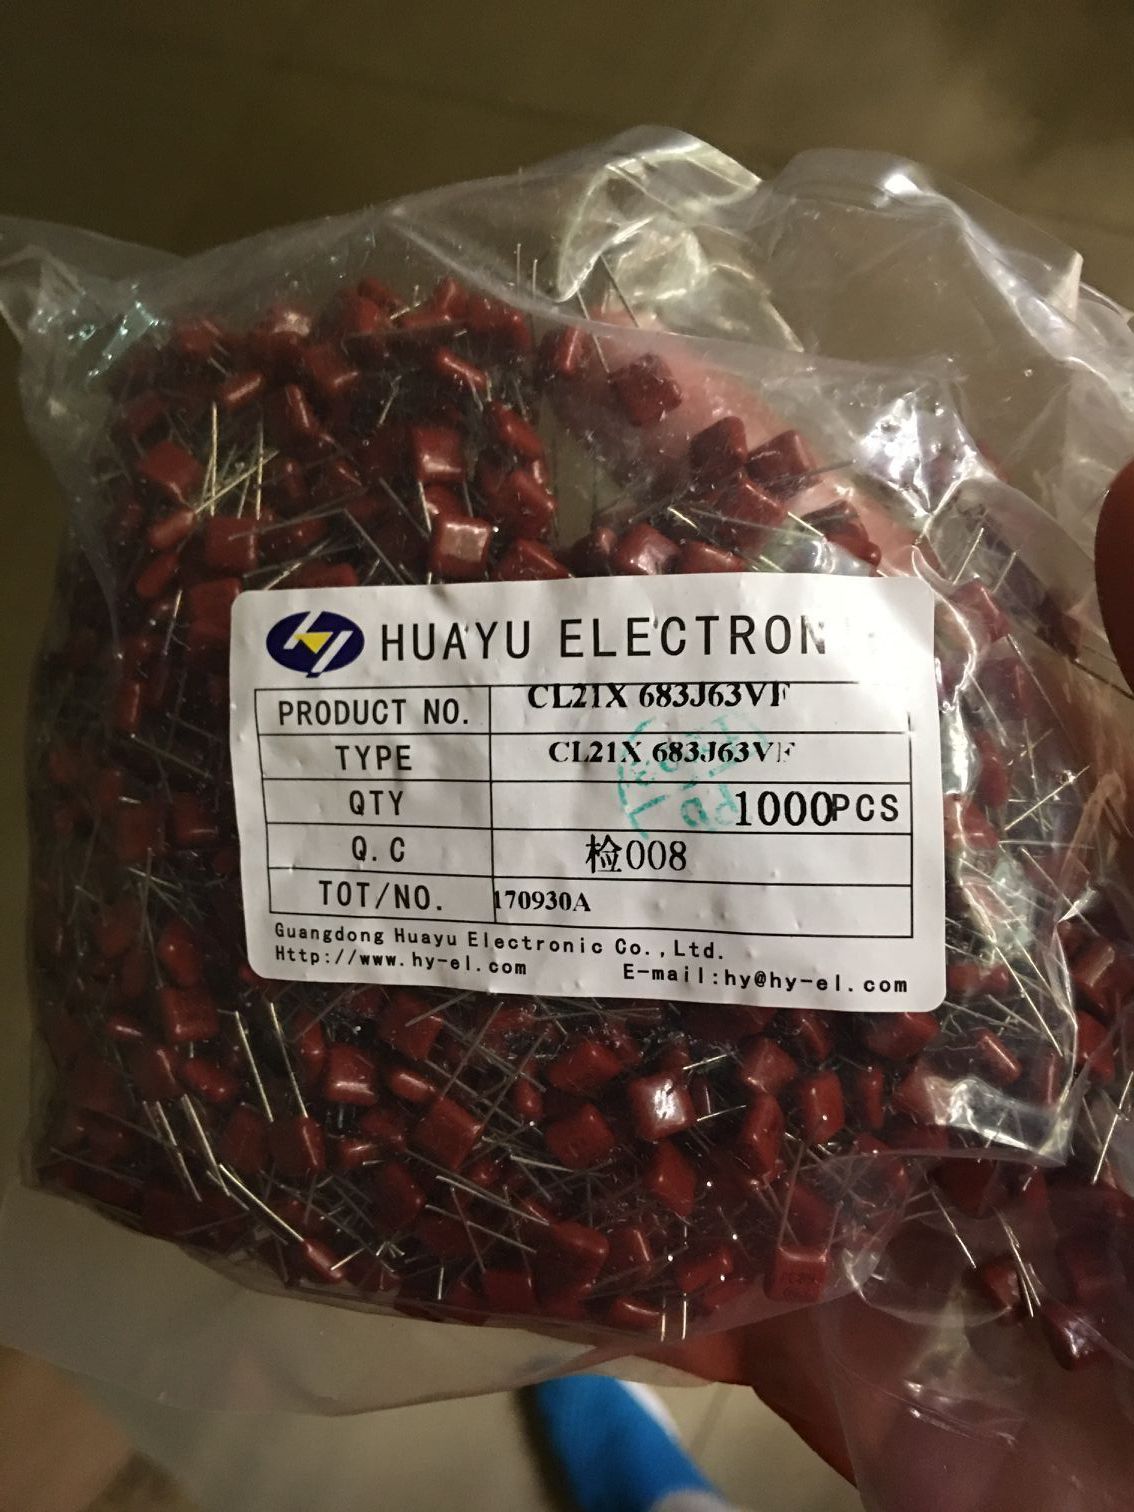 HUAYU ELECTRON
PRODUCT NO. CL21X 683J63VF
TYPE CL21X 683J63VF
QTY 1000PCS
Q.C 检008
TOT/NO. 170930A
Guangdong Huayu Electronic Co.,Ltd.
Http://www.hy-el.com E-mail:hy@hy-el.com